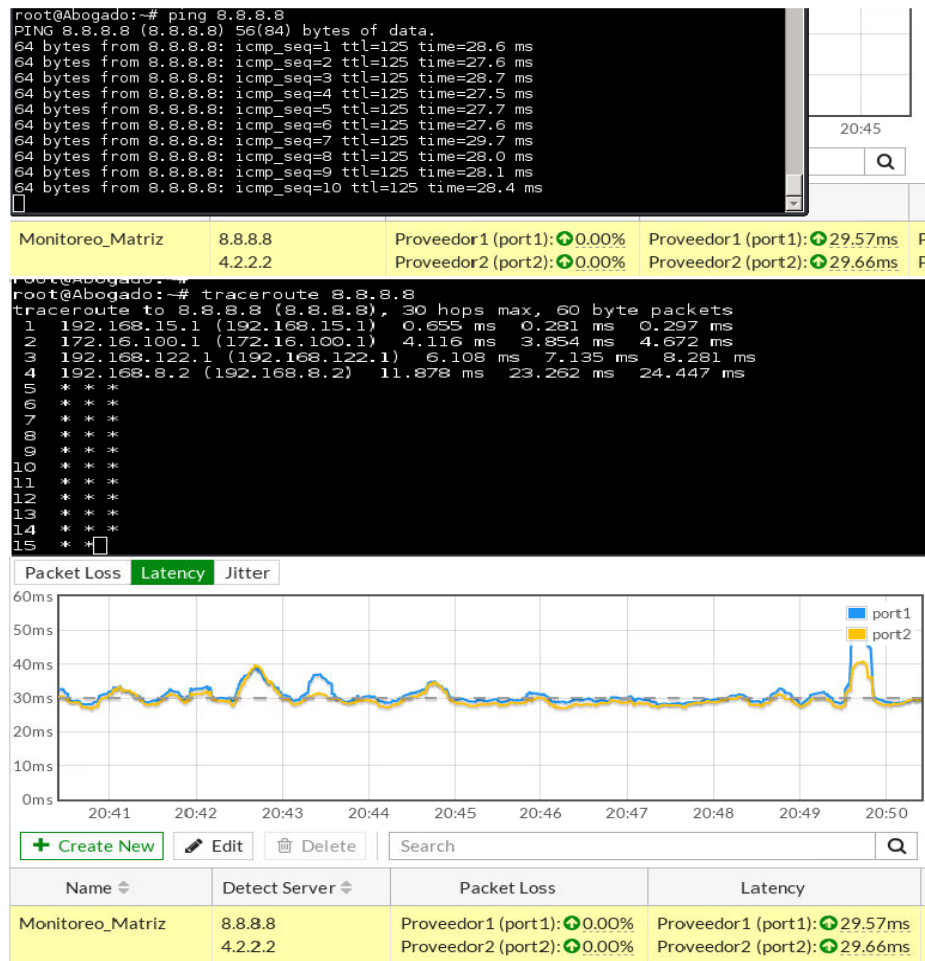 root@Abogado:~# ping 8.8.8.8
PING 8.8.8.8 (8.8.8.8) 56(84) bytes of data.
64 bytes from 8.8.8.8: icmp_seq=1 ttl=125 time=28.6 ms
64 bytes from 8.8.8.8: icmp_seq=2 ttl=125 time=27.6 ms
64 bytes from 8.8.8.8: icmp_seq=3 ttl=125 time=28.7 ms
64 bytes from 8.8.8.8: icmp_seq=4 ttl=125 time=27.5 ms
64 bytes from 8.8.8.8: icmp_seq=5 ttl=125 time=27.7 ms
64 bytes from 8.8.8.8: icmp_seq=6 ttl=125 time=27.6 ms
64 bytes from 8.8.8.8: icmp_seq=7 ttl=125 time=29.7 ms
64 bytes from 8.8.8.8: icmp_seq=8 ttl=125 time=28.0 ms
64 bytes from 8.8.8.8: icmp_seq=9 ttl=125 time=28.1 ms
64 bytes from 8.8.8.8: icmp_seq=10 ttl=125 time=28.4 ms
20:45
Monitoreo_Matriz 8.8.8.8 Proveedor1 (port1): 0.00% Proveedor1 (port1): 29.57ms
4.2.2.2 Proveedor2 (port2): 0.00% Proveedor2 (port2): 29.66ms
root@Abogado:~#
root@Abogado:~# traceroute 8.8.8.8
traceroute to 8.8.8.8 (8.8.8.8), 30 hops max, 60 byte packets
1 192.168.15.1 (192.168.15.1) 0.655 ms 0.281 ms 0.297 ms
2 172.16.100.1 (172.16.100.1) 4.116 ms 3.854 ms 4.672 ms
3 192.168.122.1 (192.168.122.1) 6.108 ms 7.135 ms 8.281 ms
4 192.168.8.2 (192.168.8.2) 11.878 ms 23.262 ms 24.447 ms
5 * * *
6 * * *
7 * * *
8 * * *
9 * * *
10 * * *
11 * * *
12 * * *
13 * * *
14 * * *
15 * *
Packet Loss Latency Jitter
60ms
port1
50ms
port2
40ms
30ms
20ms
10ms
0ms
20:41 20:42 20:43 20:44 20:45 20:46 20:47 20:48 20:49 20:50
+ Create New Edit Delete Search
Name Detect Server Packet Loss Latency
Monitoreo_Matriz 8.8.8.8 Proveedor1 (port1): 0.00% Proveedor1 (port1): 29.57ms
4.2.2.2 Proveedor2 (port2): 0.00% Proveedor2 (port2): 29.66ms